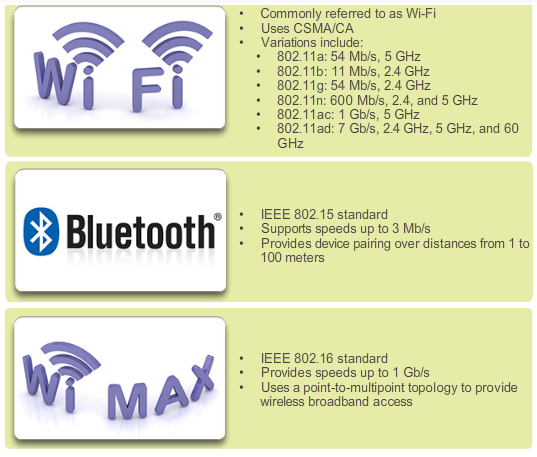 Wi Fi
• Commonly referred to as Wi-Fi
• Uses CSMA/CA
• Variations include:
• 802.11a: 54 Mb/s, 5 GHz
• 802.11b: 11 Mb/s, 2.4 GHz
• 802.11g: 54 Mb/s, 2.4 GHz
• 802.11n: 600 Mb/s, 2.4, and 5 GHz
• 802.11ac: 1 Gb/s, 5 GHz
• 802.11ad: 7 Gb/s, 2.4 GHz, 5 GHz, and 60
GHz
Bluetooth®
• IEEE 802.15 standard
• Supports speeds up to 3 Mb/s
• Provides device pairing over distances from 1 to
100 meters
Wi MAX
• IEEE 802.16 standard
• Provides speeds up to 1 Gb/s
• Uses a point-to-multipoint topology to provide
wireless broadband access